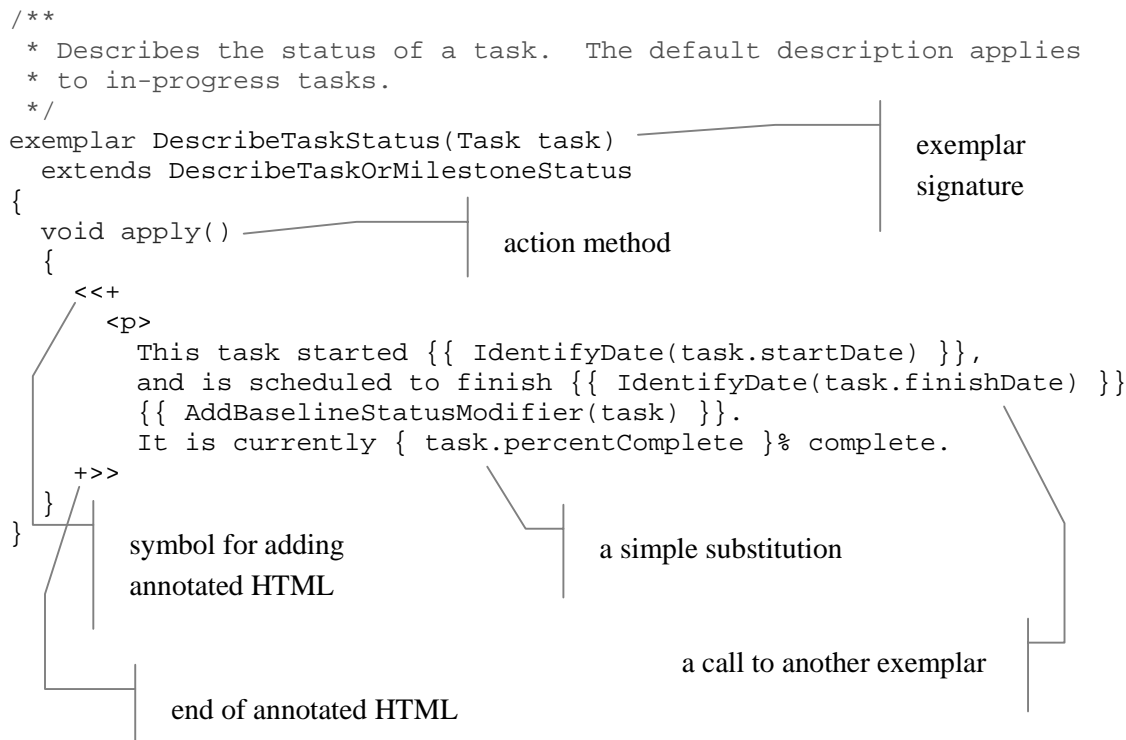 /**
 * Describes the status of a task.  The default description applies
 * to in-progress tasks.
 */
exemplar DescribeTaskStatus(Task task)
  extends DescribeTaskOrMilestoneStatus
{
  void apply()
  {
    <<+
      <p>
        This task started {{ IdentifyDate(task.startDate) }},
        and is scheduled to finish {{ IdentifyDate(task.finishDate) }}
        {{ AddBaselineStatusModifier(task) }}.
        It is currently { task.percentComplete }% complete.
    +>>
  }
}
exemplar
signature
action method
symbol for adding
annotated HTML
a simple substitution
a call to another exemplar
end of annotated HTML